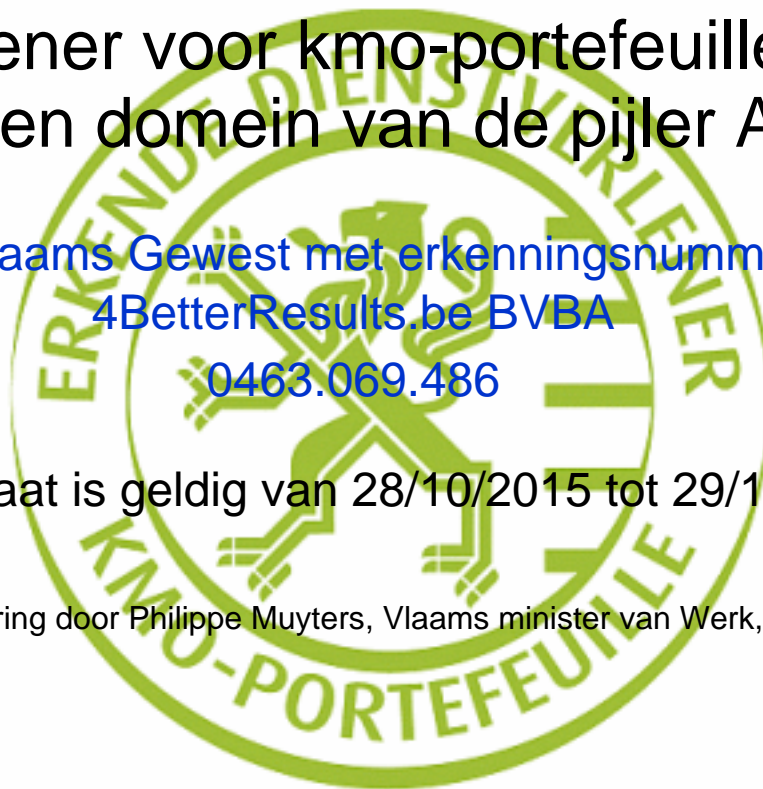 ener voor kmo-portefeuille
en domein van de pijler A
aams Gewest met erkenningsnumm
4BetterResults.be BVBA
0463.069.486
aat is geldig van 28/10/2015 tot 29/1
ring door Philippe Muyters, Vlaams minister van Werk,
ERKENDE DIENSTVERLENER
KMO-PORTEFEUILLE